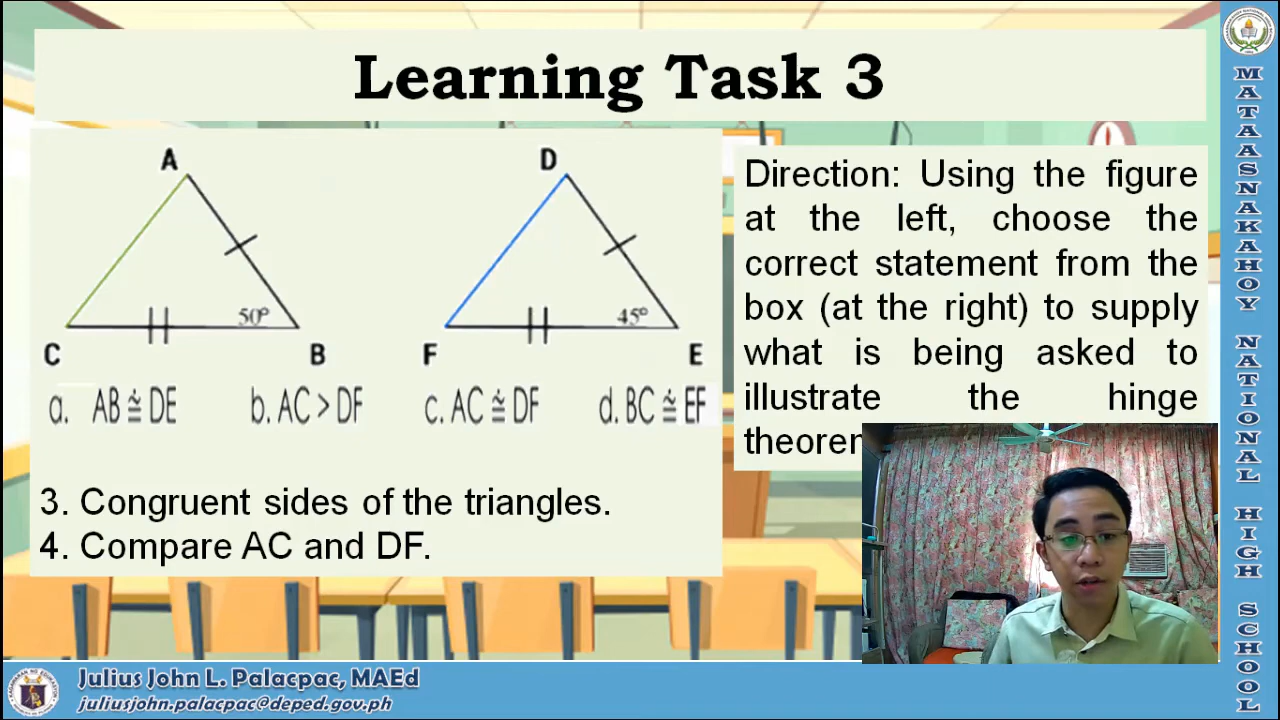 Learning Task 3
A
50°
C
B
D
45°
F
E
a. AB ≅ DE
b. AC > DF
c. AC ≅ DF
d. BC ≅ EF
3. Congruent sides of the triangles.
4. Compare AC and DF.
Direction: Using the figure
at the left, choose the
correct statement from the
box (at the right) to supply
what is being asked to
illustrate the hinge
MATAASNAKAHOY NATIONAL HIGH SCHOOL
Julius John L. Palacpac, MAEd
juliusjohn.palacpac@deped.gov.ph